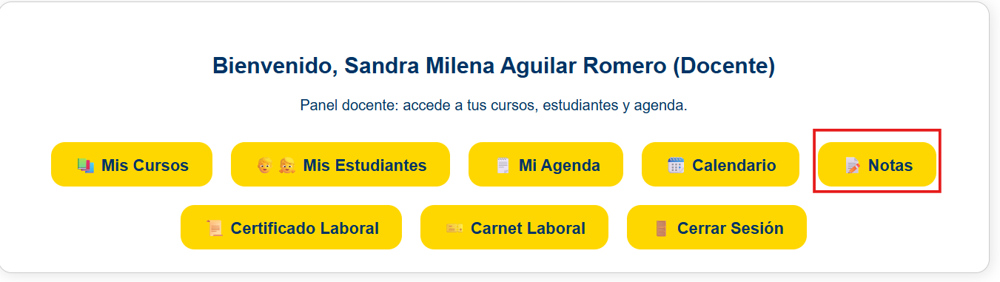 Bienvenido, Sandra Milena Aguilar Romero (Docente)
Panel docente: accede a tus cursos, estudiantes y agenda.
Mis Cursos
Mis Estudiantes
Mi Agenda
Calendario
Notas
Certificado Laboral
Carnet Laboral
Cerrar Sesión